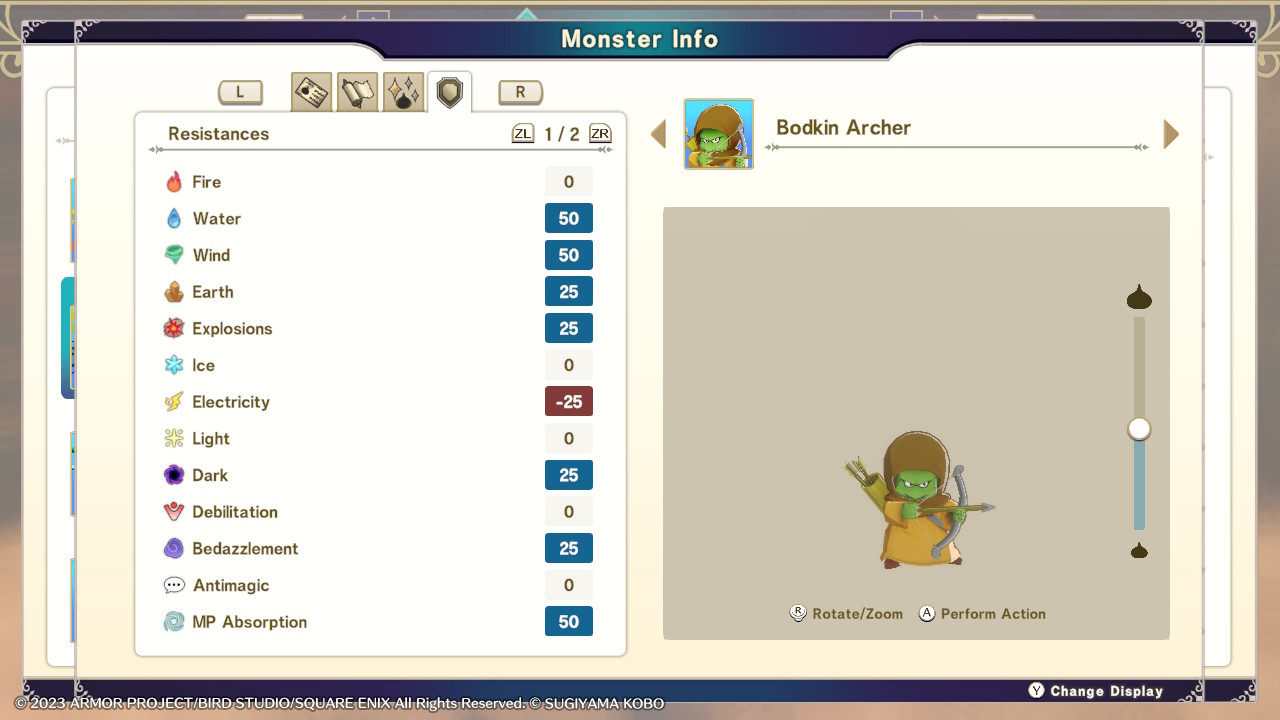 Monster Info
L
R
Resistances
ZL 1 / 2 ZR
Fire 0
Water 50
Wind 50
Earth 25
Explosions 25
Ice 0
Electricity -25
Light 0
Dark 25
Debilitation 0
Bedazzlement 25
Antimagic 0
MP Absorption 50
Bodkin Archer
R Rotate/Zoom A Perform Action
Y Change Display
© 2023 ARMOR PROJECT/BIRD STUDIO/SQUARE ENIX All Rights Reserved. © SUGIYAMA KOBO